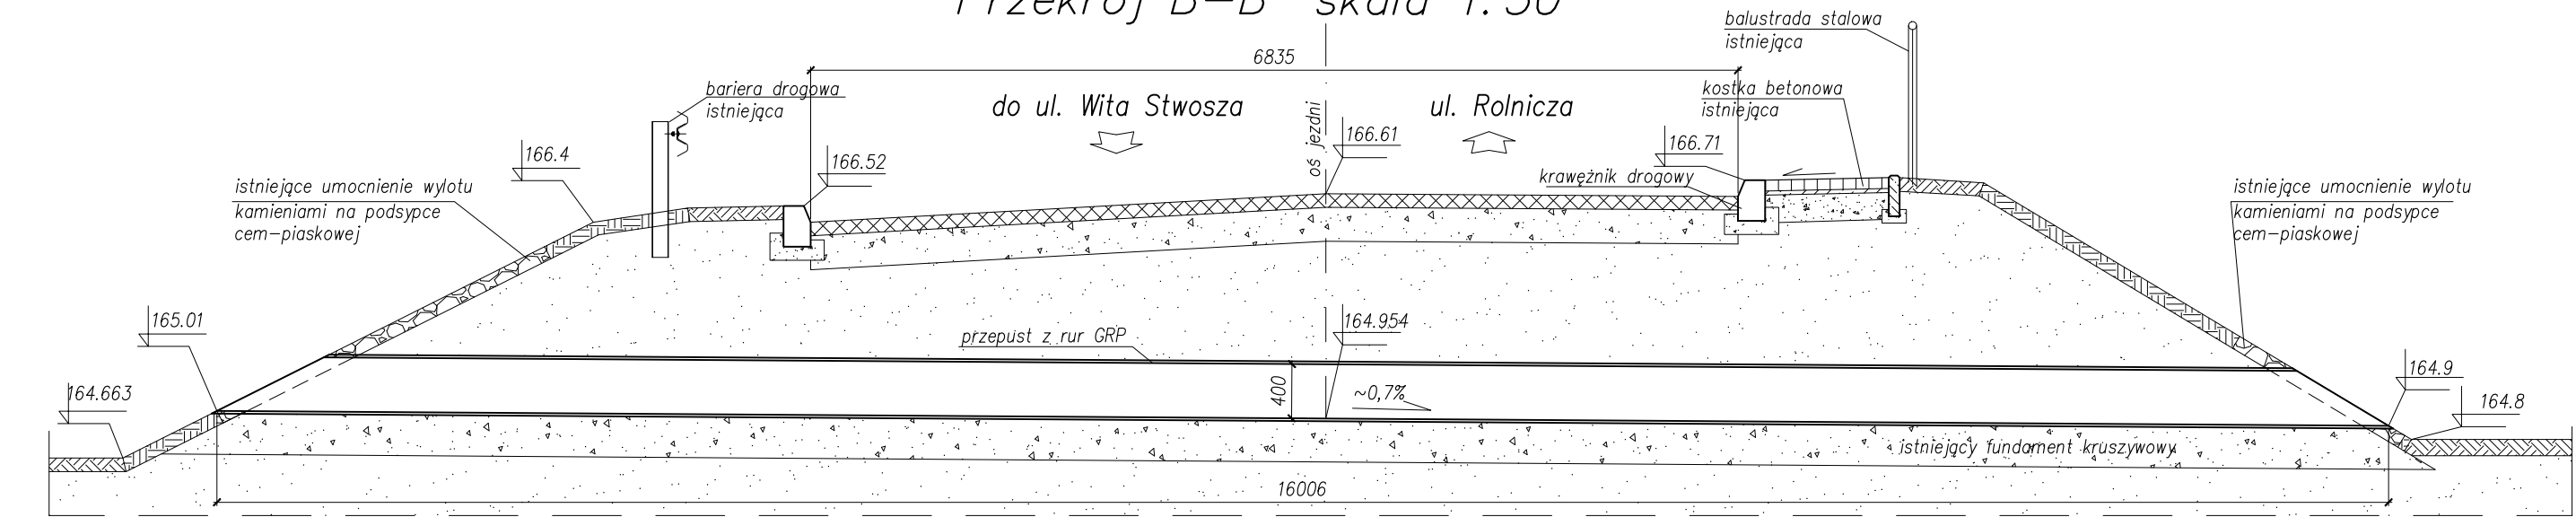 Przekrój B-B skala 1:50
6835
balustrada stalowa
istniejąca
bariera drogowa
istniejąca
do ul. Wita Stwosza
oś jezdni
ul. Rolnicza
kostka betonowa
istniejąca
166.4
166.52
166.61
166.71
krawężnik drogowy
istniejące umocnienie wylotu
kamieniami na podsypce
cem-piaskowej
istniejące umocnienie wylotu
kamieniami na podsypce
cem-piaskowej
165.01
przepust z rur GRP
164.954
164.663
400
~0,7%
164.9
164.8
istniejący fundament kruszywowy
16006